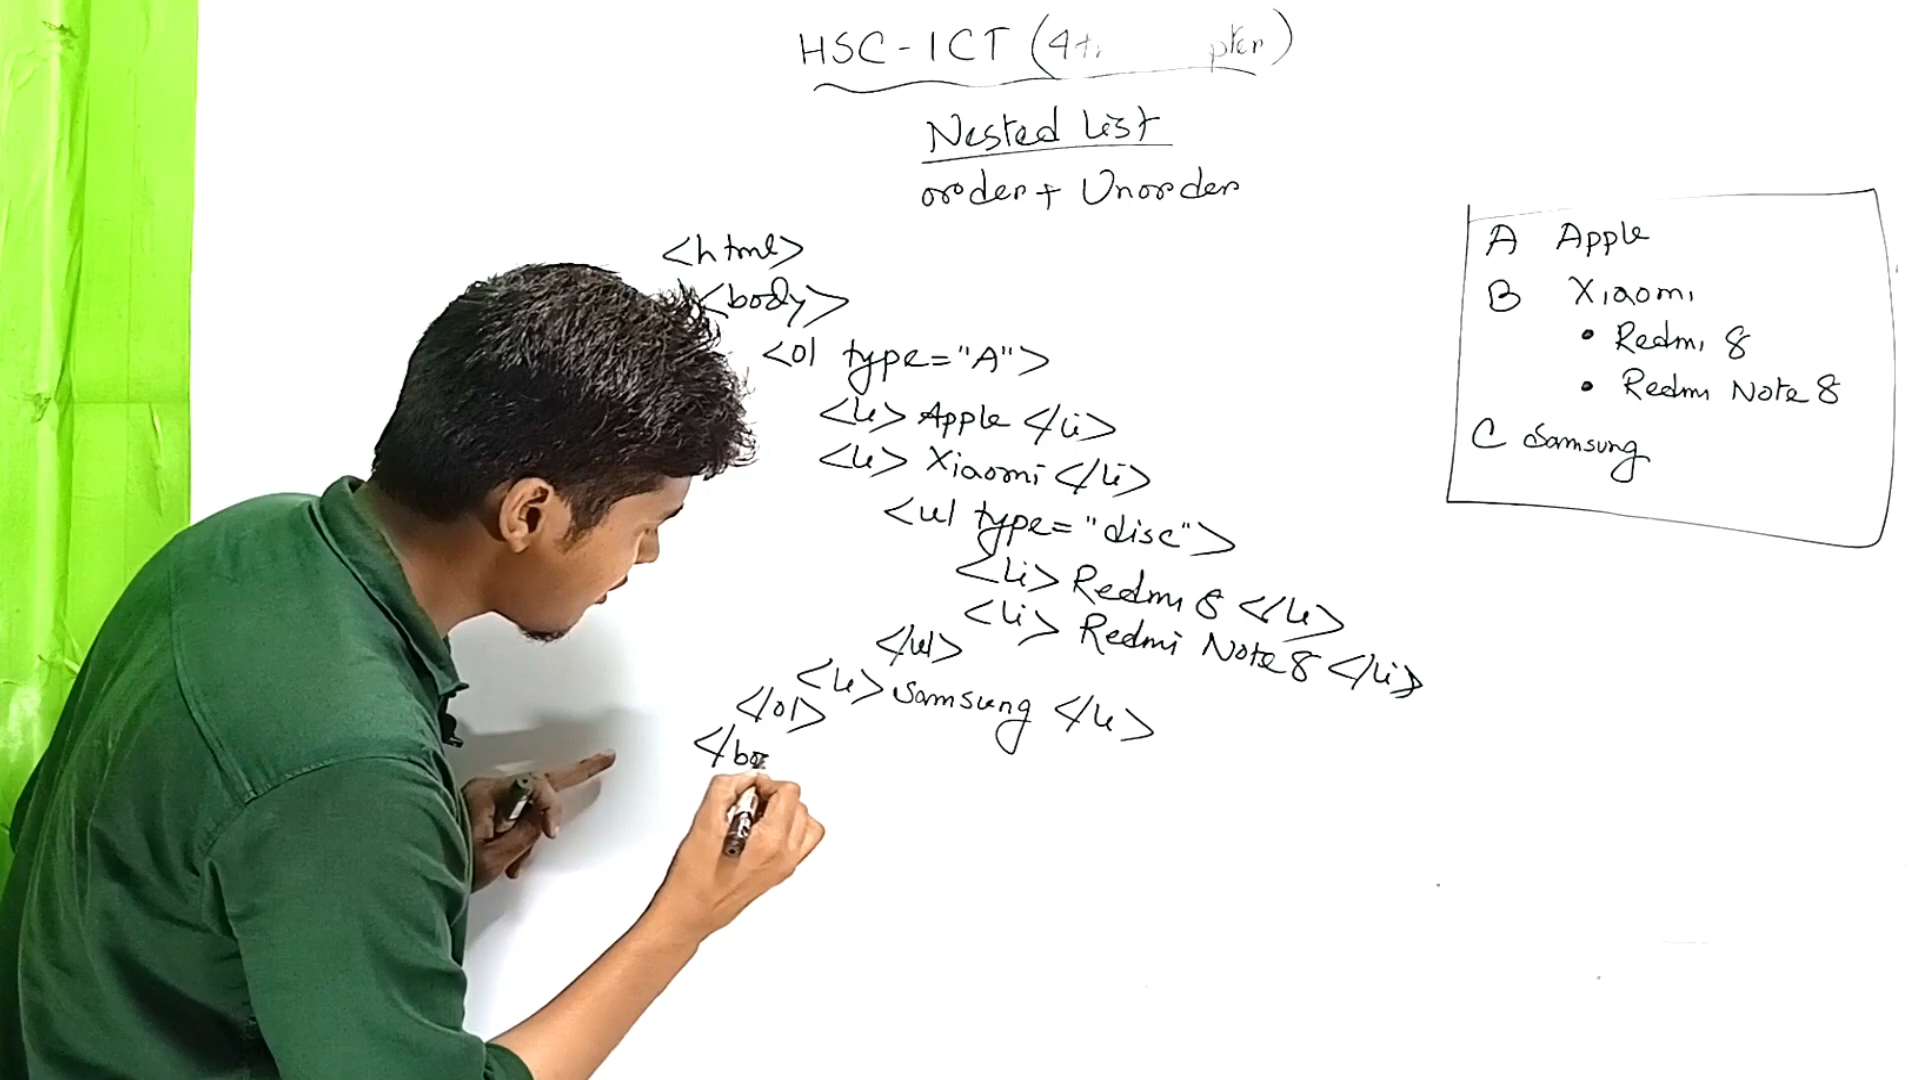 HSC-ICT (4th pter)
Nested List
order + Unorder
<html>
<body>
<ol type="A">
<li> Apple </li>
<li> Xiaomi </li>
<ul type="disc">
<li> Redmi 8 </li>
<li> Redmi Note 8 </li>
</ul>
<li> Samsung </li>
</ol>
</bo
A Apple
B Xiaomi
• Redmi 8
• Redmi Note 8
C Samsung